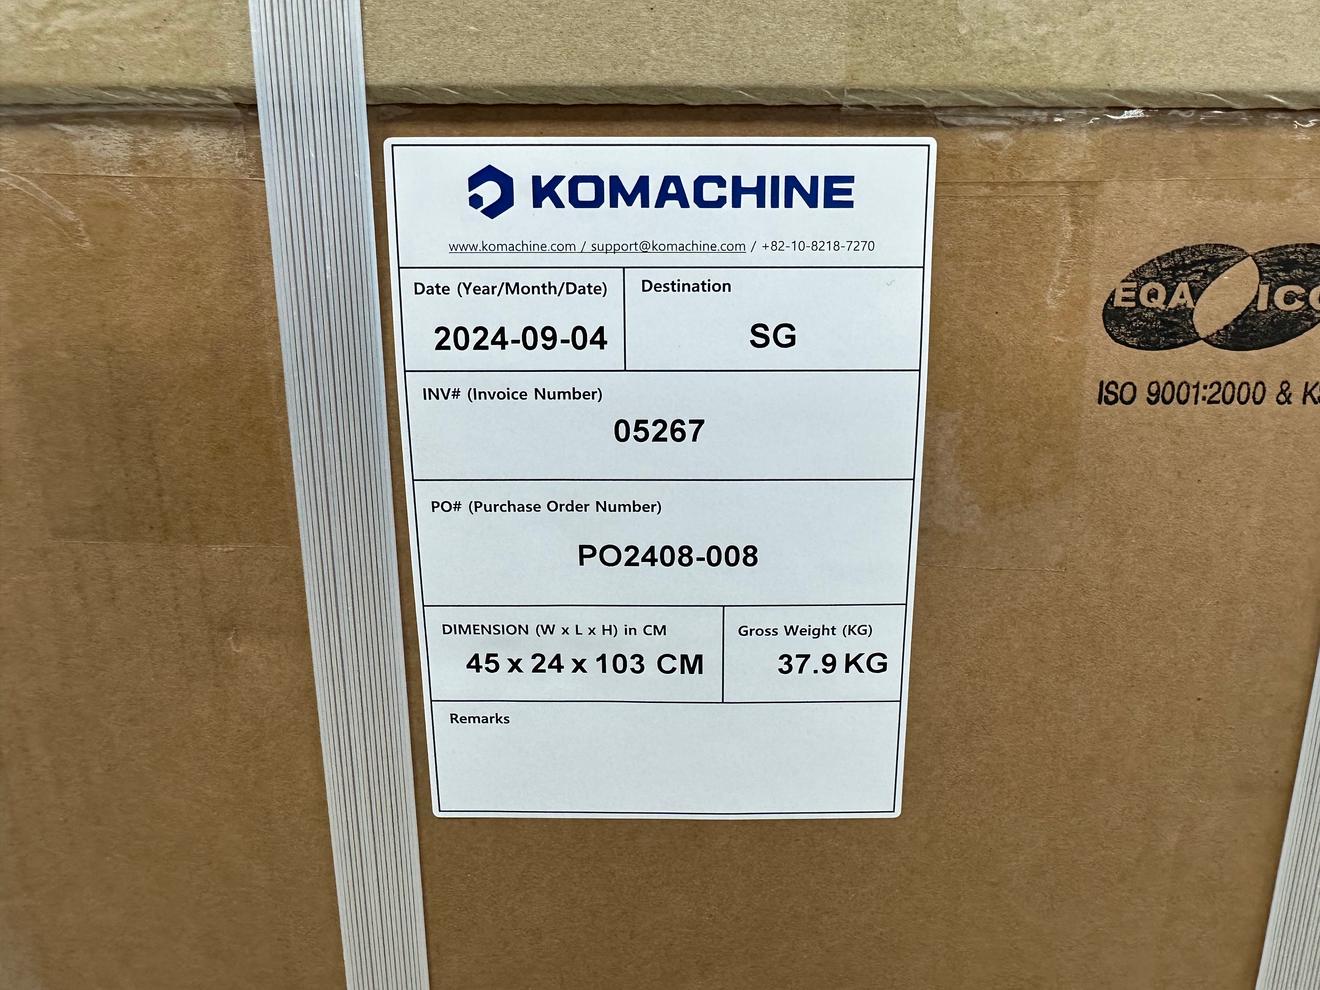 KOMACHINE
www.komachine.com / support@komachine.com / +82-10-8218-7270
Date (Year/Month/Date)
2024-09-04
Destination
SG
INV# (Invoice Number)
05267
PO# (Purchase Order Number)
PO2408-008
DIMENSION (W x L x H) in CM
45 x 24 x 103 CM
Gross Weight (KG)
37.9 KG
Remarks
EQA
ISO 9001:2000 &